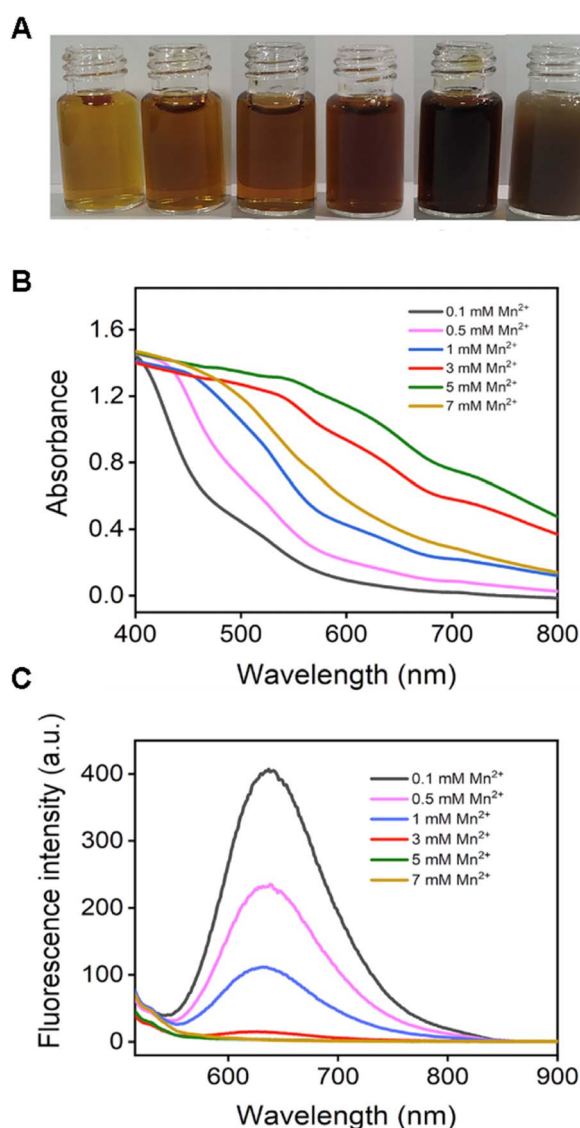 A
B
1.6
1.2
0.8
0.4
0.0
Absorbance
0.1 mM Mn²⁺
0.5 mM Mn²⁺
1 mM Mn²⁺
3 mM Mn²⁺
5 mM Mn²⁺
7 mM Mn²⁺
400 500 600 700 800
Wavelength (nm)
C
400
300
200
100
0
Fluorescence intensity (a.u.)
0.1 mM Mn²⁺
0.5 mM Mn²⁺
1 mM Mn²⁺
3 mM Mn²⁺
5 mM Mn²⁺
7 mM Mn²⁺
600 700 800 900
Wavelength (nm)